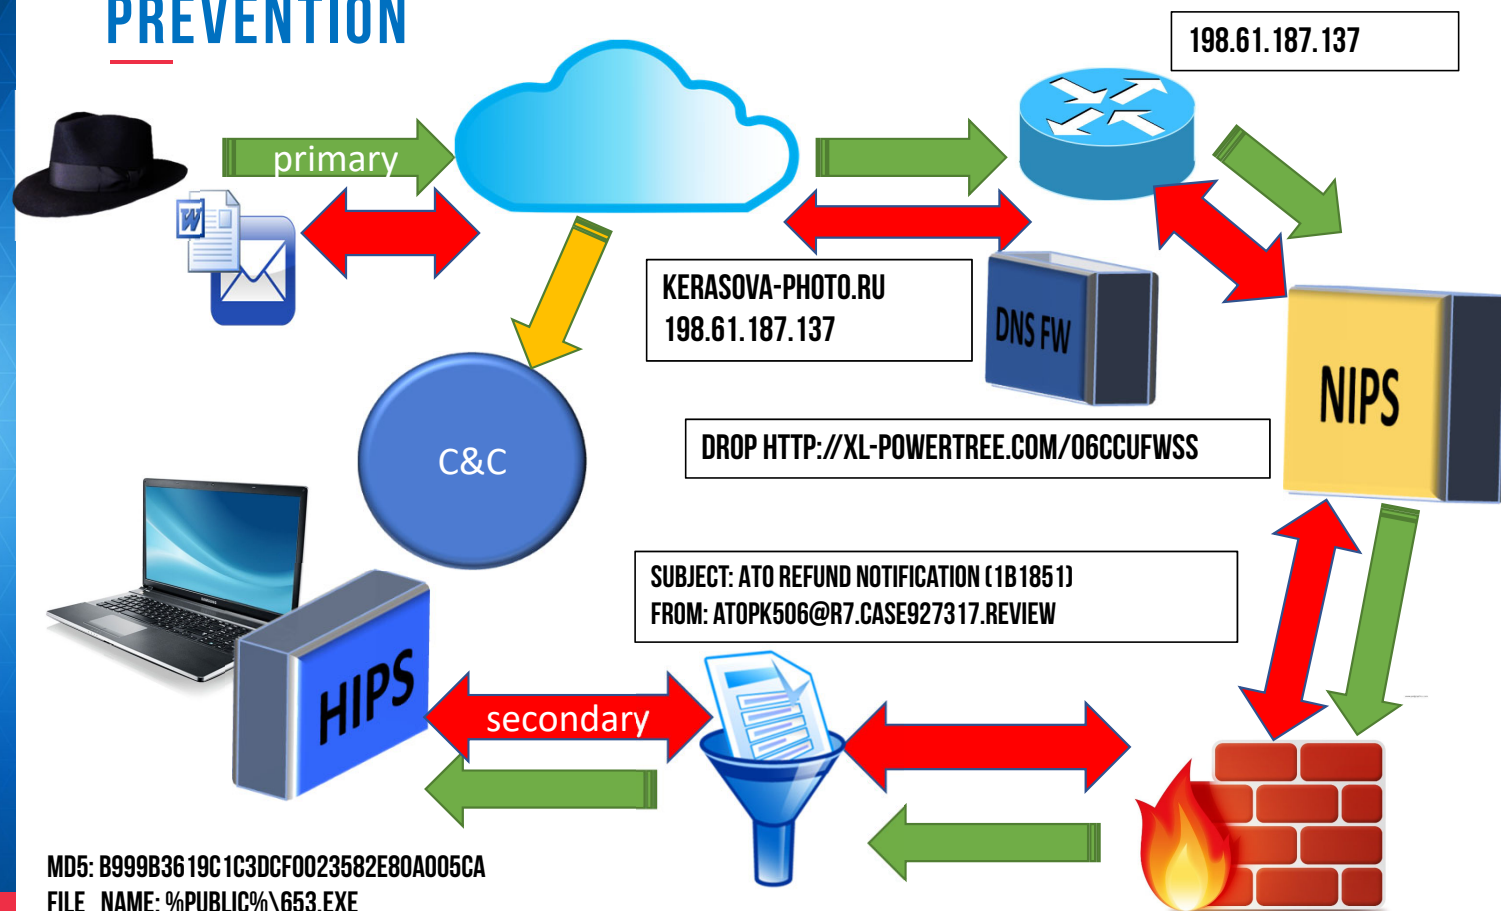 PREVENTION
198.61.187.137
primary
KERASOVA-PHOTO.RU
198.61.187.137
DNS FW
NIPS
DROP HTTP://XL-POWERTREE.COM/06CCUFWSS
C&C
SUBJECT: ATO REFUND NOTIFICATION (1B1851)
FROM: ATOPK506@R7.CASE927317.REVIEW
HIPS
secondary
MD5: B999B3619C1C3DCF0023582E80A005CA
FILE NAME: %PUBLIC%\653.EXE